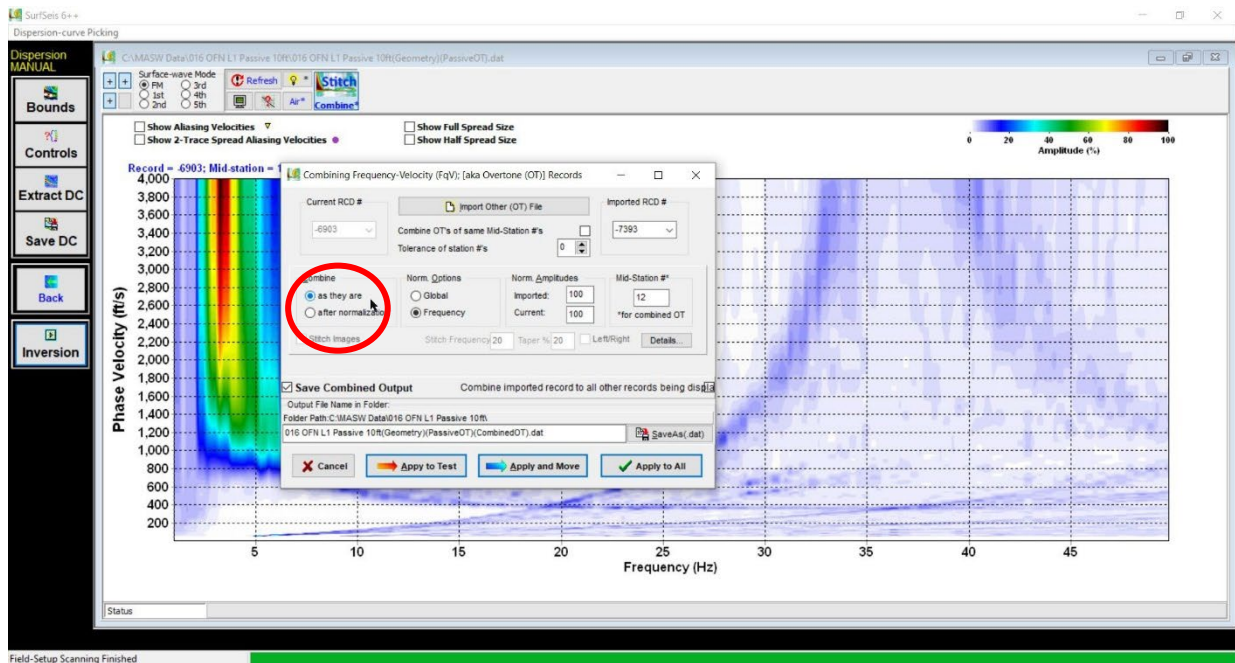 SurfSeis 6++
Dispersion-curve Picking
Dispersion
MANUAL
Bounds
Controls
Extract DC
Save DC
Back
Inversion
C:\MASW Data\016 OFN L1 Passive 10ft\016 OFN L1 Passive 10ft(Geometry)(PassiveOT).dat
Surface-wave Mode
FM 3rd
1st 4th
2nd 5th
Refresh
Air*
Stitch
Combine*
Show Aliasing Velocities
Show 2-Trace Spread Aliasing Velocities
Show Full Spread Size
Show Half Spread Size
0 20 40 60 80 100
Amplitude (%)
Record = -6903; Mid-station = 1
Phase Velocity (ft/s)
4,000
3,800
3,600
3,400
3,200
3,000
2,800
2,600
2,400
2,200
2,000
1,800
1,600
1,400
1,200
1,000
800
600
400
200
5 10 15 20 25 30 35 40 45
Frequency (Hz)
Combining Frequency-Velocity (FqV); [aka Overtone (OT)] Records
Current RCD #
-6903
Import Other (OT) File
Combine OT's of same Mid-Station #'s
Tolerance of station #'s 0
Imported RCD #
-7393
Combine
as they are
after normalizatio
Norm. Options
Global
Frequency
Norm. Amplitudes
Imported: 100
Current: 100
Mid-Station #*
12
*for combined OT
Stitch Images
Stitch Frequency 20 Taper % 20 Left/Right Details...
Save Combined Output
Combine imported record to all other records being displa
Output File Name in Folder:
Folder Path:C:\MASW Data\016 OFN L1 Passive 10ft\
016 OFN L1 Passive 10ft(Geometry)(PassiveOT)(CombinedOT).dat
SaveAs(.dat)
Cancel
Appy to Test
Apply and Move
Apply to All
Status
Field-Setup Scanning Finished